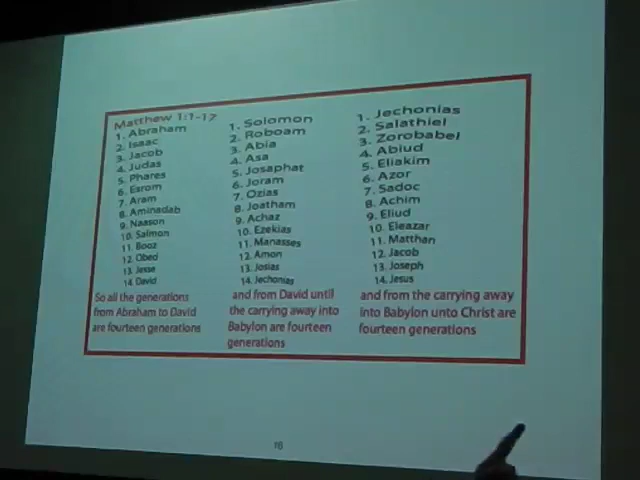 Matthew 1:1-17
1. Abraham
2. Isaac
3. Jacob
4. Judas
5. Phares
6. Esrom
7. Aram
8. Aminadab
9. Naason
10. Salmon
11. Booz
12. Obed
13. Jesse
14. David
So all the generations
from Abraham to David
are fourteen generations
1. Solomon
2. Roboam
3. Abia
4. Asa
5. Josaphat
6. Joram
7. Ozias
8. Joatham
9. Achaz
10. Ezekias
11. Manasses
12. Amon
13. Josias
14. Jechonias
and from David until
the carrying away into
Babylon are fourteen
generations
1. Jechonias
2. Salathiel
3. Zorobabel
4. Abiud
5. Eliakim
6. Azor
7. Sadoc
8. Achim
9. Eliud
10. Eleazar
11. Matthan
12. Jacob
13. Joseph
14. Jesus
and from the carrying away
into Babylon unto Christ are
fourteen generations